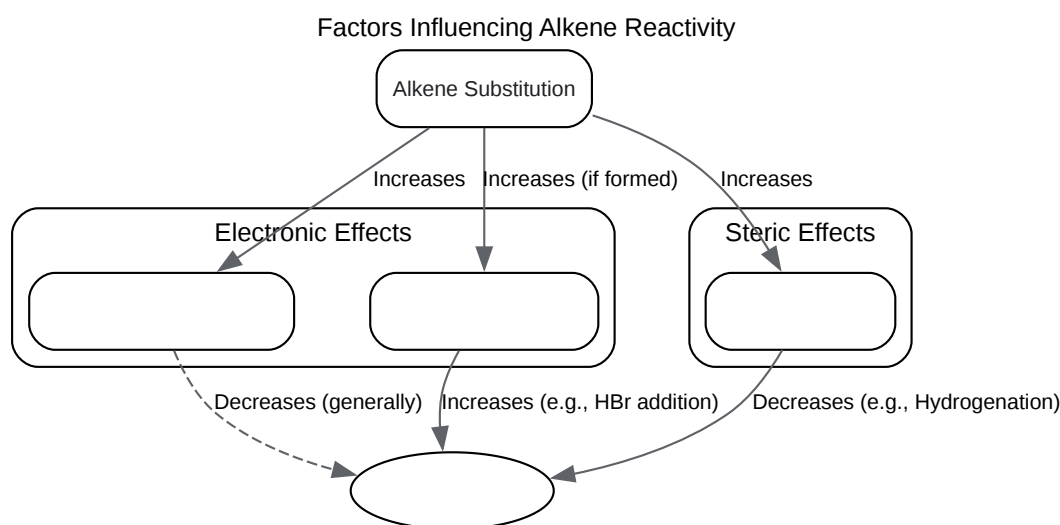 Factors Influencing Alkene Reactivity
Alkene Substitution
Increases
Increases (if formed)
Increases
Electronic Effects
Steric Effects
Decreases (generally)
Increases (e.g., HBr addition)
Decreases (e.g., Hydrogenation)